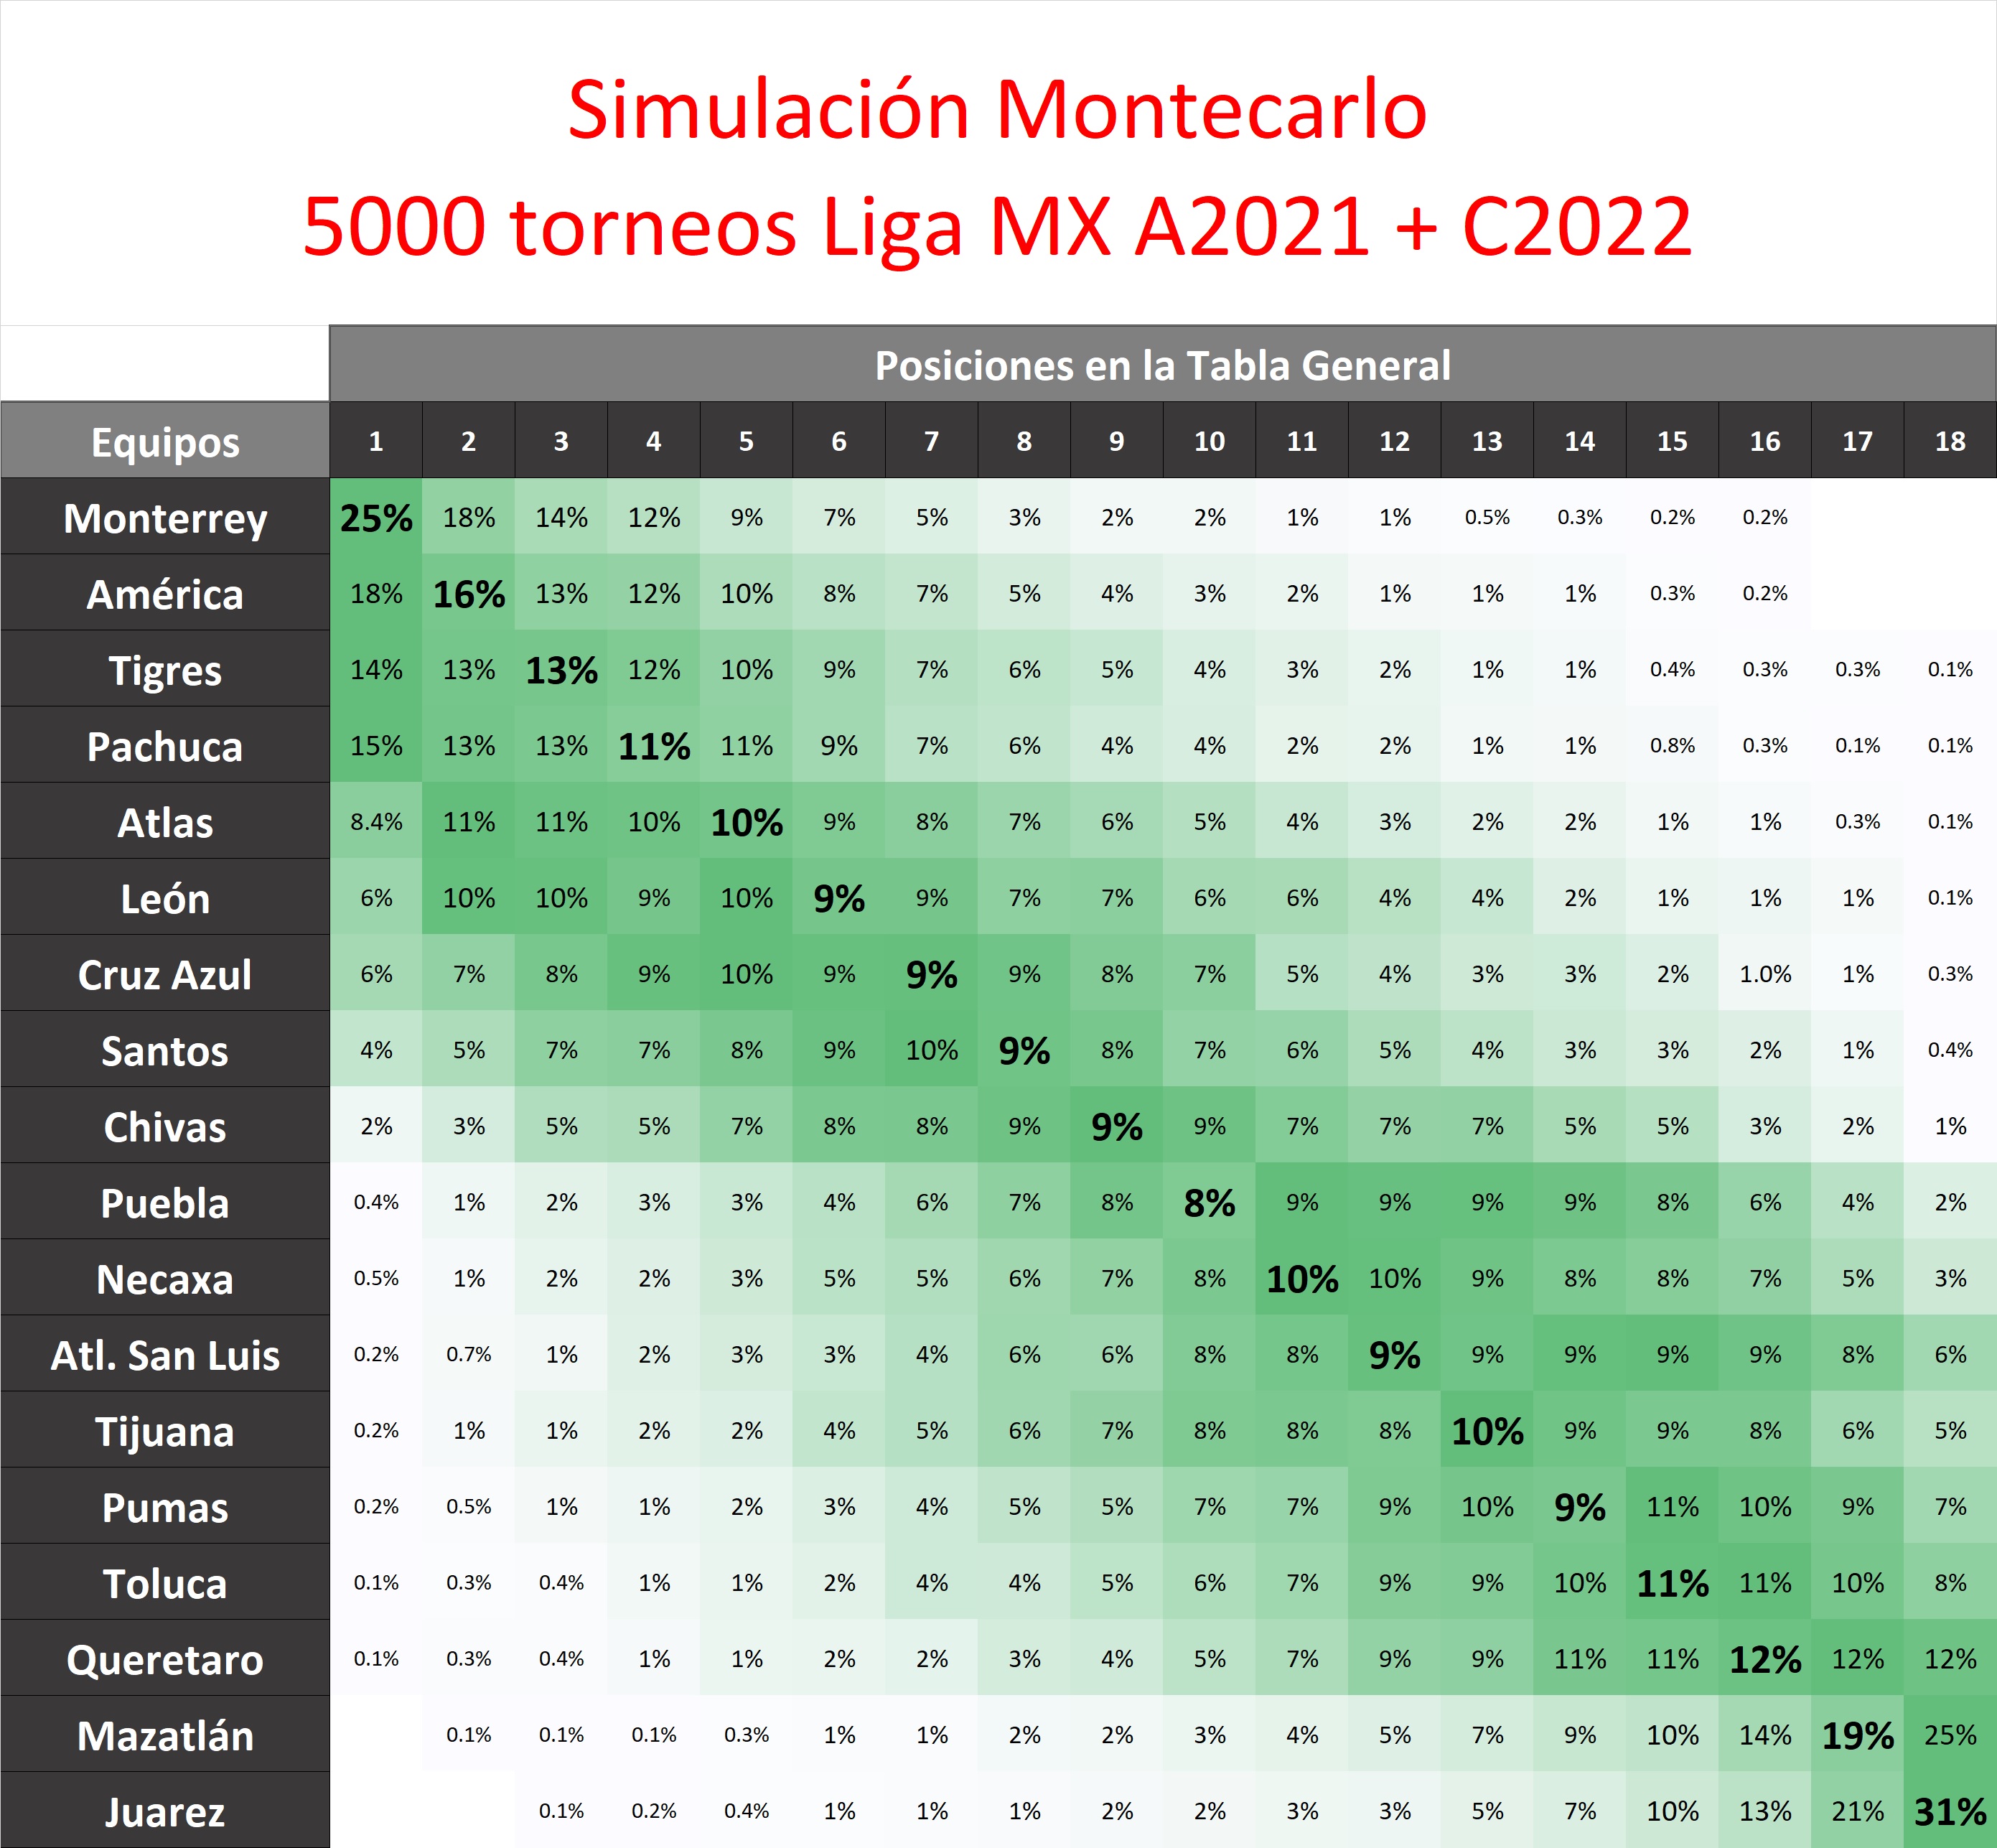 Simulación Montecarlo
5000 torneos Liga MX A2021 + C2022
Posiciones en la Tabla General
Equipos 1 2 3 4 5 6 7 8 9 10 11 12 13 14 15 16 17 18
Monterrey 25% 18% 14% 12% 9% 7% 5% 3% 2% 2% 1% 1% 0.5% 0.3% 0.2% 0.2%
América 18% 16% 13% 12% 10% 8% 7% 5% 4% 3% 2% 1% 1% 1% 0.3% 0.2%
Tigres 14% 13% 13% 12% 10% 9% 7% 6% 5% 4% 3% 2% 1% 1% 0.4% 0.3% 0.3% 0.1%
Pachuca 15% 13% 13% 11% 11% 9% 7% 6% 4% 4% 2% 2% 1% 1% 0.8% 0.3% 0.1% 0.1%
Atlas 8.4% 11% 11% 10% 10% 9% 8% 7% 6% 5% 4% 3% 2% 2% 1% 1% 0.3% 0.1%
León 6% 10% 10% 9% 10% 9% 9% 7% 7% 6% 6% 4% 4% 2% 1% 1% 1% 0.1%
Cruz Azul 6% 7% 8% 9% 10% 9% 9% 9% 8% 7% 5% 4% 3% 3% 2% 1.0% 1% 0.3%
Santos 4% 5% 7% 7% 8% 9% 10% 9% 8% 7% 6% 5% 4% 3% 3% 2% 1% 0.4%
Chivas 2% 3% 5% 5% 7% 8% 8% 9% 9% 9% 7% 7% 7% 5% 5% 3% 2% 1%
Puebla 0.4% 1% 2% 3% 3% 4% 6% 7% 8% 8% 9% 9% 9% 9% 8% 6% 4% 2%
Necaxa 0.5% 1% 2% 2% 3% 5% 5% 6% 7% 8% 10% 10% 9% 8% 8% 7% 5% 3%
Atl. San Luis 0.2% 0.7% 1% 2% 3% 3% 4% 6% 6% 8% 8% 9% 9% 9% 9% 9% 8% 6%
Tijuana 0.2% 1% 1% 2% 2% 4% 5% 6% 7% 8% 8% 8% 10% 9% 9% 8% 6% 5%
Pumas 0.2% 0.5% 1% 1% 2% 3% 4% 5% 5% 7% 7% 9% 10% 9% 11% 10% 9% 7%
Toluca 0.1% 0.3% 0.4% 1% 1% 2% 4% 4% 5% 6% 7% 9% 9% 10% 11% 11% 10% 8%
Queretaro 0.1% 0.3% 0.4% 1% 1% 2% 2% 3% 4% 5% 7% 9% 9% 11% 11% 12% 12% 12%
Mazatlán 0.1% 0.1% 0.1% 0.3% 1% 1% 2% 2% 3% 4% 5% 7% 9% 10% 14% 19% 25%
Juarez 0.1% 0.2% 0.4% 1% 1% 1% 2% 2% 3% 3% 5% 7% 10% 13% 21% 31%